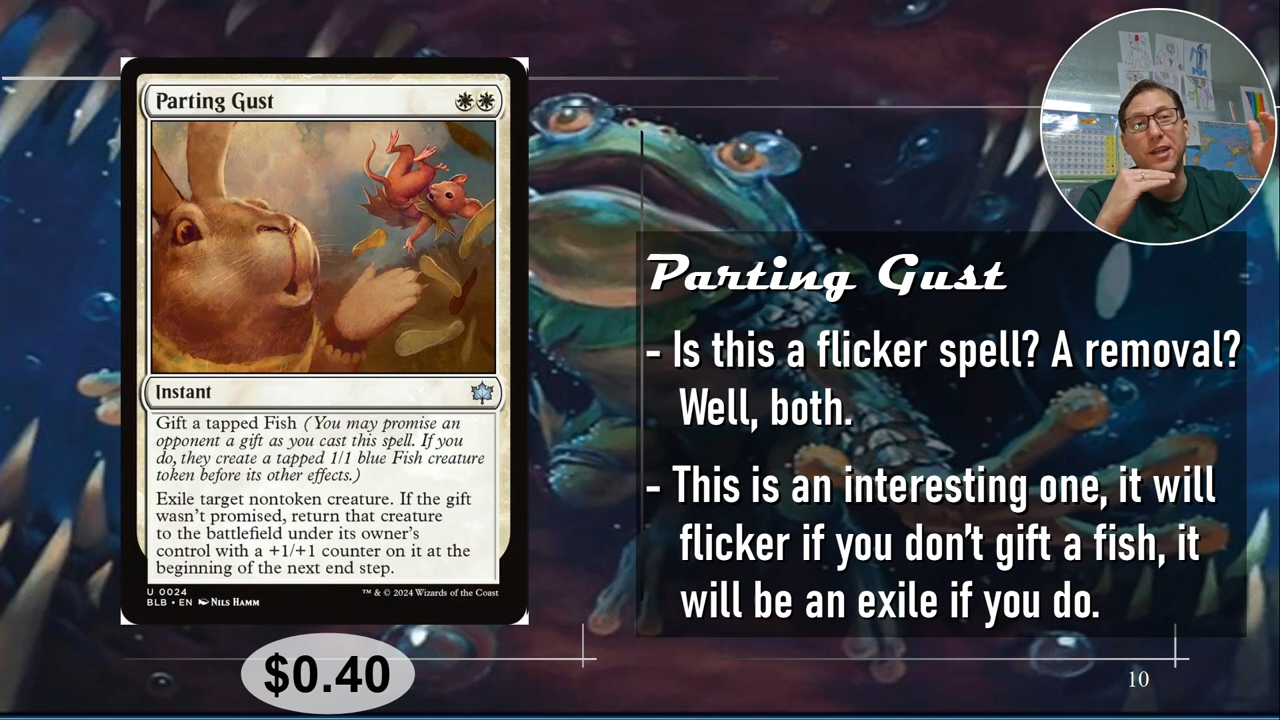 Parting Gust
Instant
Gift a tapped Fish (You may promise an
opponent a gift as you cast this spell. If you
do, they create a tapped 1/1 blue Fish creature
token before its other effects.)
Exile target nontoken creature. If the gift
wasn't promised, return that creature
to the battlefield under its owner's
control with a +1/+1 counter on it at the
beginning of the next end step.
U 0024
BLB • EN NILS HAMM
™ & © 2024 Wizards of the Coast
$0.40
Parting Gust
- Is this a flicker spell? A removal?
Well, both.
- This is an interesting one, it will
flicker if you don't gift a fish, it
will be an exile if you do.
10